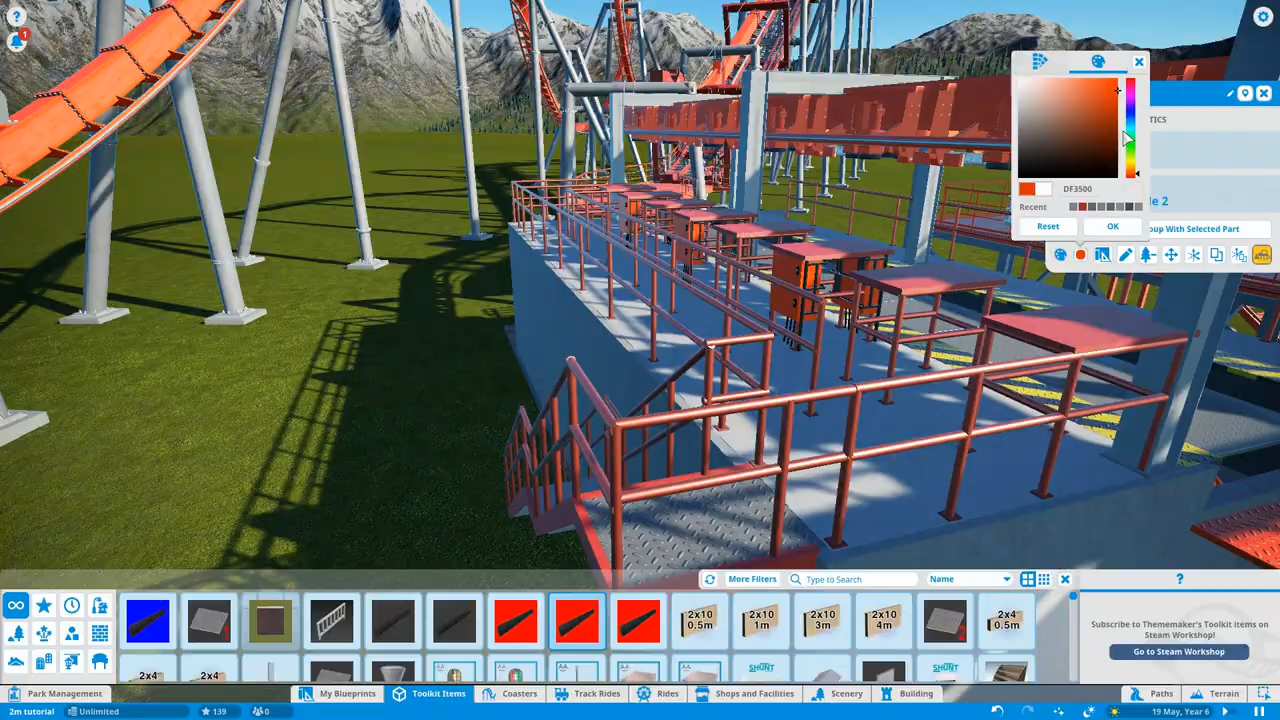 ?
1
TICS
DF3500
le 2
Recent
Reset
OK
oup With Selected Part
More Filters
Type to Search
Name
?
2x10
0.5m
2x10
1m
2x10
3m
2x10
4m
2x4
0.5m
Subscribe to Thememaker's Toolkit items on
Steam Workshop!
Go to Steam Workshop
2x4
2x4
SHUNT
SHUNT
Park Management
My Blueprints
Toolkit Items
Coasters
Track Rides
Rides
Shops and Facilities
Scenery
Building
Paths
Terrain
2m tutorial
Unlimited
139
0
19 May, Year 6